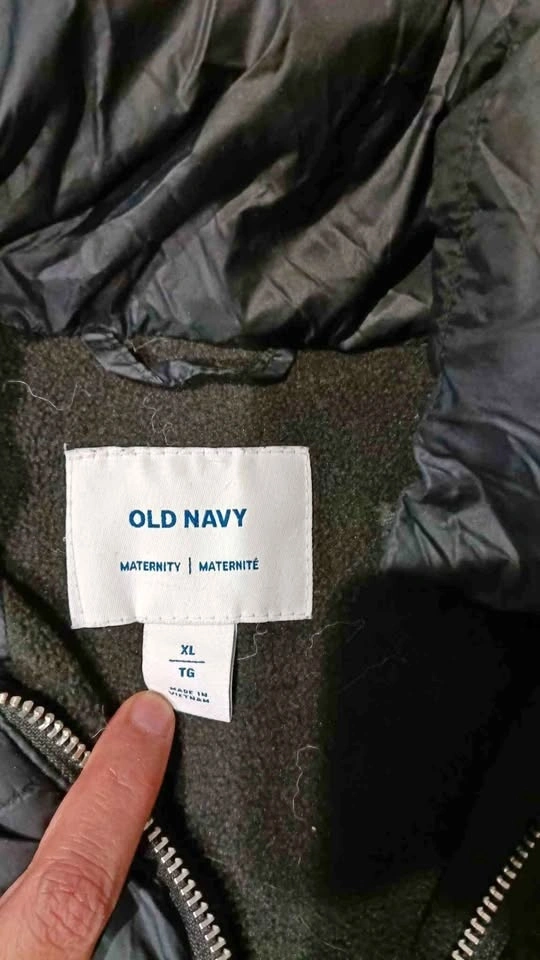 OLD NAVY
MATERNITY | MATERNITÉ
XL
TG
MADE IN
VIETNAM